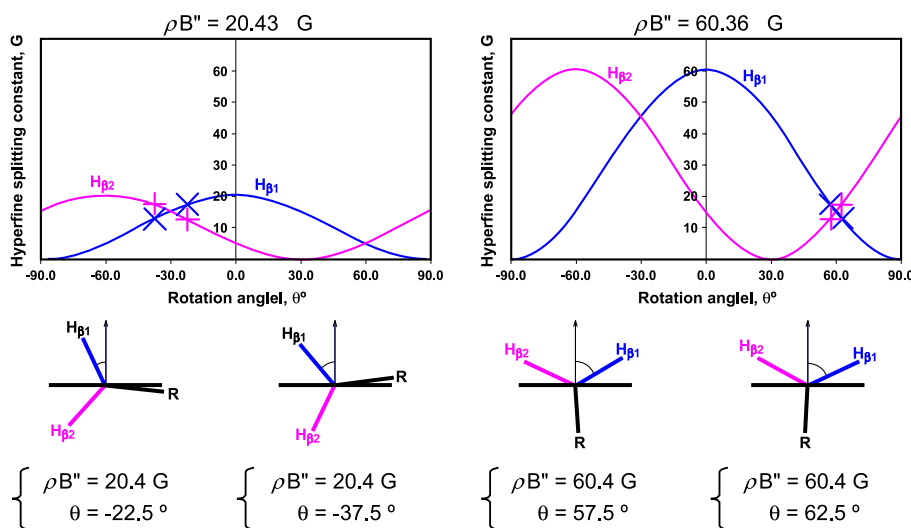 ρB" = 20.43 G
Hyperfine splitting constant, G
60
50
40
30
20
10
Hβ2
Hβ1
-90.0 -60.0 -30.0 0.0 30.0 60.0 90.0
Rotation anglel, θº
ρB" = 60.36 G
Hyperfine splitting constant, G
60
50
40
30
20
10
Hβ2
Hβ1
-90.0 -60.0 -30.0 0.0 30.0 60.0 90.0
Rotation anglel, θº
Hβ1
R
Hβ2
Hβ1
R
Hβ2
Hβ2
Hβ1
R
Hβ2
Hβ1
R
{ ρB" = 20.4 G
θ = -22.5 º
{ ρB" = 20.4 G
θ = -37.5 º
{ ρB" = 60.4 G
θ = 57.5 º
{ ρB" = 60.4 G
θ = 62.5 º